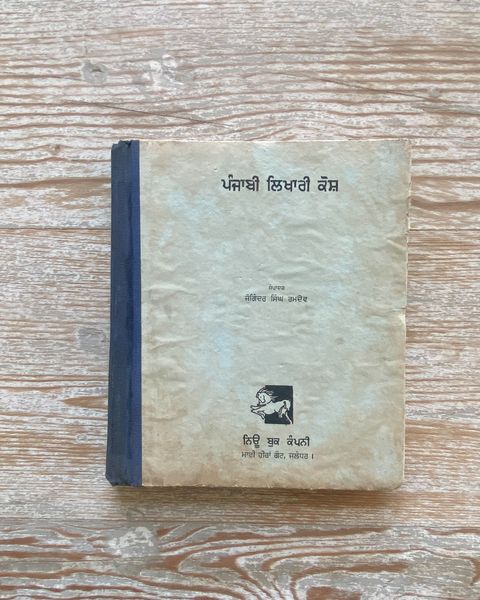 ਪੰਜਾਬੀ ਲਿਖਾਰੀ ਕੋਸ਼
ਸੰਪਾਦਕ
ਜੋਗਿੰਦਰ ਸਿੰਘ ਰਮਦੇਵ
ਨਿਊ ਬੁਕ ਕੰਪਨੀ
ਮਾਈ ਹੀਰਾਂ ਗੇਟ, ਜਲੰਧਰ ।